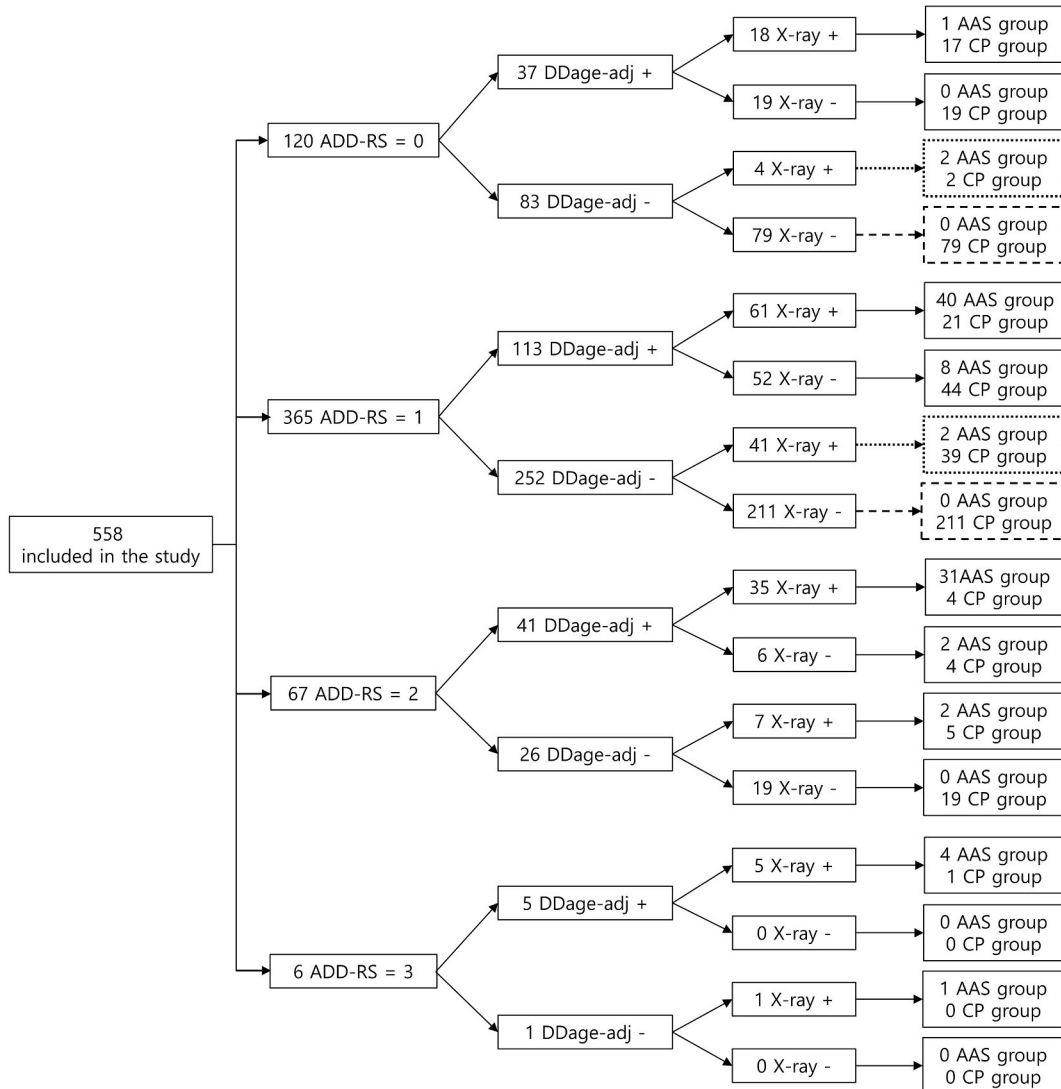 558
included in the study
120 ADD-RS = 0
37 DDage-adj +
18 X-ray +
1 AAS group
17 CP group
19 X-ray -
0 AAS group
19 CP group
83 DDage-adj -
4 X-ray +
2 AAS group
2 CP group
79 X-ray -
0 AAS group
79 CP group
365 ADD-RS = 1
113 DDage-adj +
61 X-ray +
40 AAS group
21 CP group
52 X-ray -
8 AAS group
44 CP group
252 DDage-adj -
41 X-ray +
2 AAS group
39 CP group
211 X-ray -
0 AAS group
211 CP group
67 ADD-RS = 2
41 DDage-adj +
35 X-ray +
31AAS group
4 CP group
6 X-ray -
2 AAS group
4 CP group
26 DDage-adj -
7 X-ray +
2 AAS group
5 CP group
19 X-ray -
0 AAS group
19 CP group
6 ADD-RS = 3
5 DDage-adj +
5 X-ray +
4 AAS group
1 CP group
0 X-ray -
0 AAS group
0 CP group
1 DDage-adj -
1 X-ray +
1 AAS group
0 CP group
0 X-ray -
0 AAS group
0 CP group